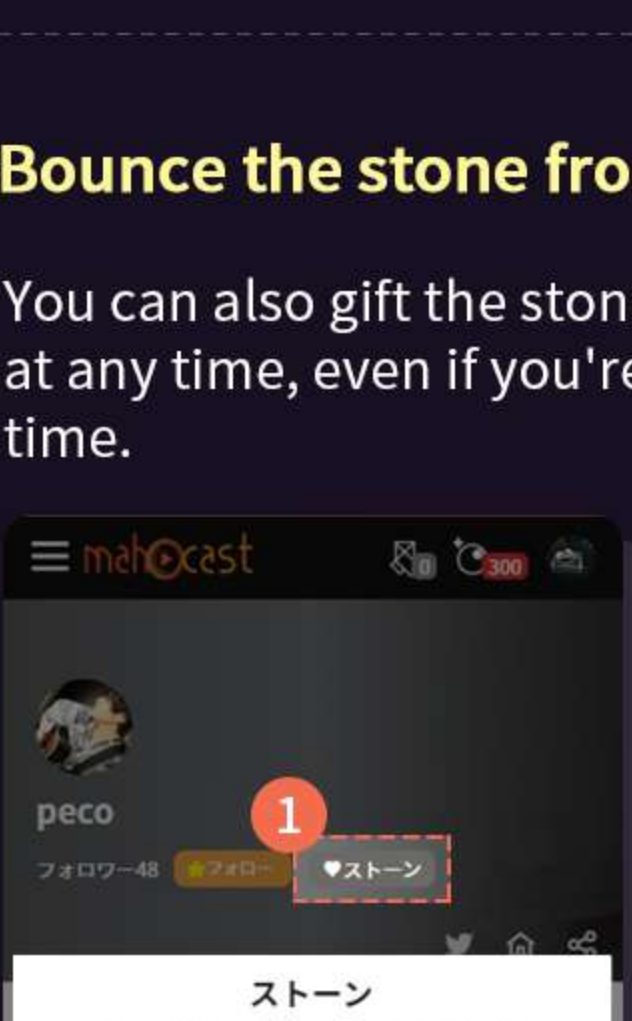 Bounce the stone fro
You can also gift the ston
at any time, even if you're
time.
mahocast
0
300
peco
1
フォロワー48
フォロー
♥ストーン
ストーン